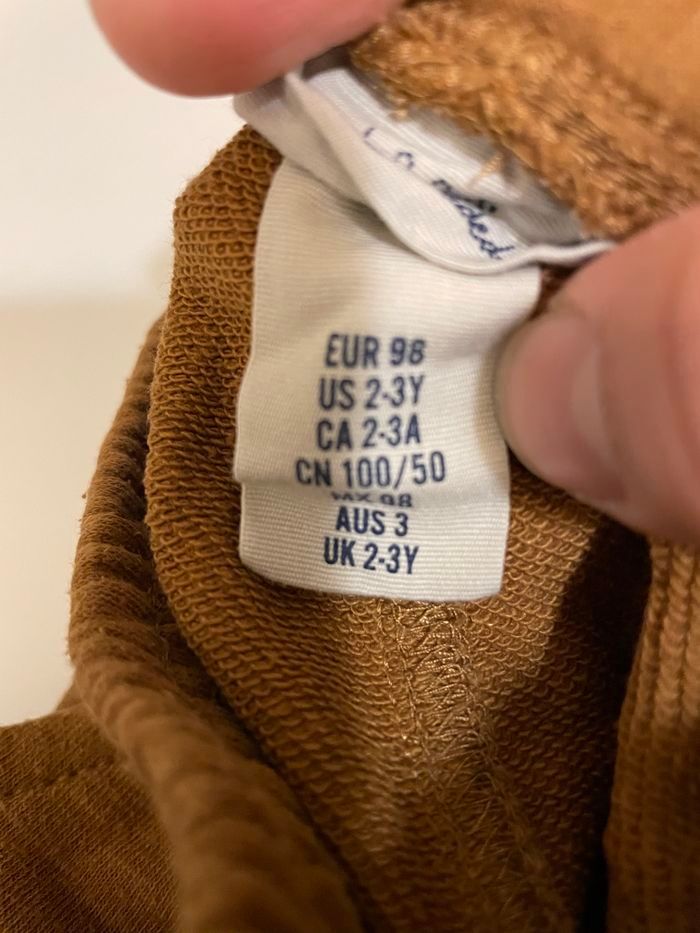 EUR 98
US 2-3Y
CA 2-3A
CN 100/50
MX 98
AUS 3
UK 2-3Y